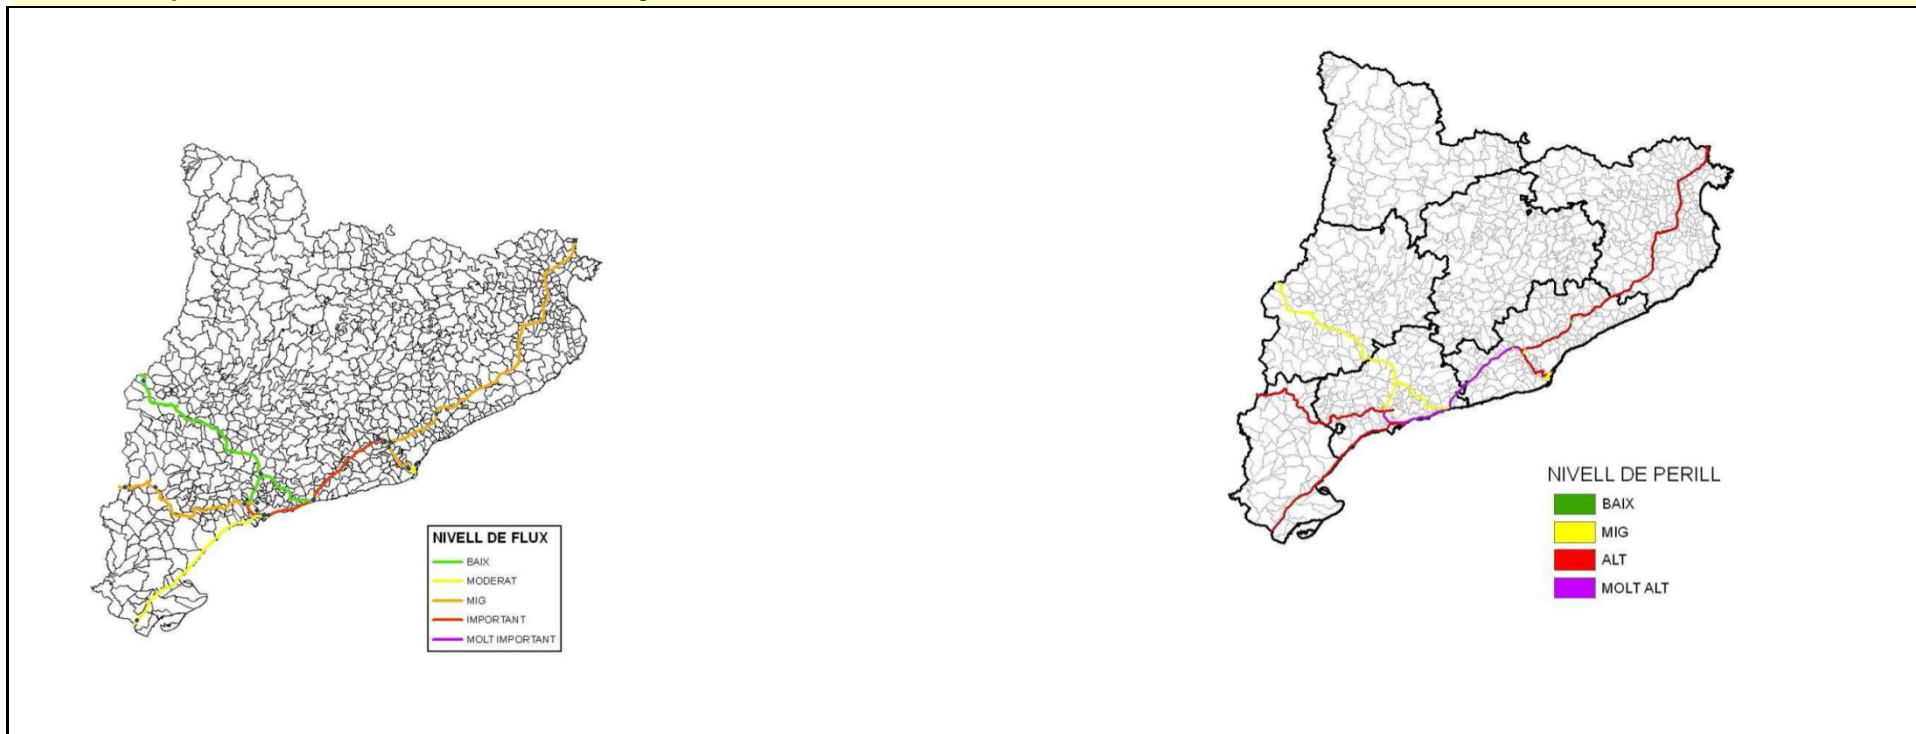 NIVELL DE FLUX
BAIX
MODERAT
MIG
IMPORTANT
MOLT IMPORTANT
NIVELL DE PERILL
BAIX
MIG
ALT
MOLT ALT